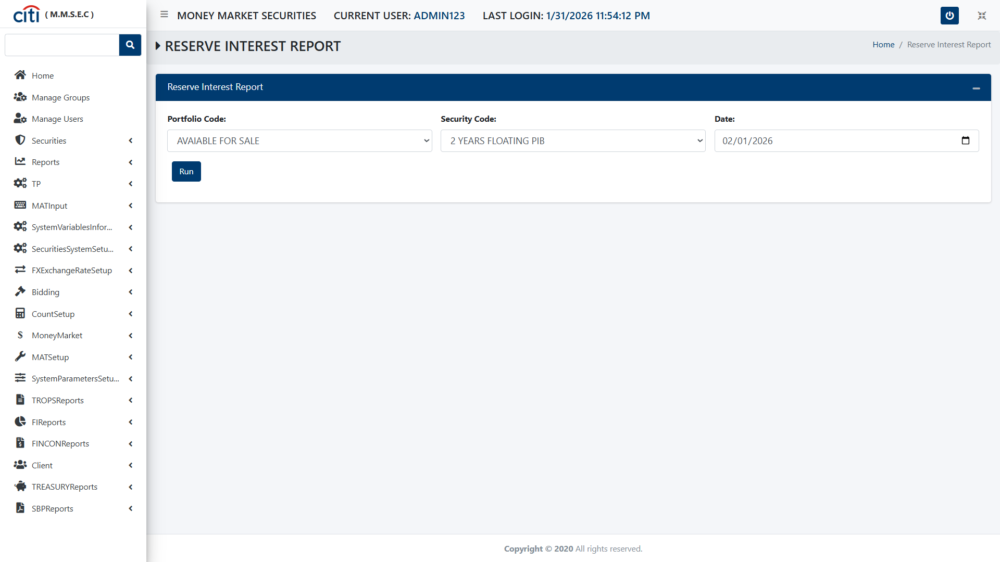 citi ( M.M.S.E.C )
MONEY MARKET SECURITIES CURRENT USER: ADMIN123 LAST LOGIN: 1/31/2026 11:54:12 PM
RESERVE INTEREST REPORT
Home / Reserve Interest Report
Home
Manage Groups
Manage Users
Securities
Reports
TP
MATInput
SystemVariablesInfor...
SecuritiesSystemSetu...
FXExchangeRateSetup
Bidding
CountSetup
MoneyMarket
MATSetup
SystemParametersSetu...
TROPSReports
FIReports
FINCONReports
Client
TREASURYReports
SBPReports
Reserve Interest Report
Portfolio Code: Security Code: Date:
AVAIABLE FOR SALE 2 YEARS FLOATING PIB 02/01/2026
Run
Copyright © 2020 All rights reserved.